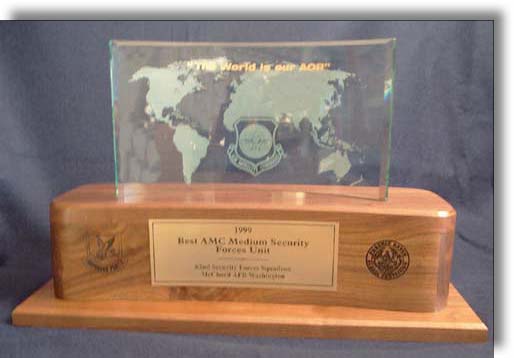 "The World is our AOR"
1999
Best AMC Medium Security
Forces Unit
62nd Security Forces Squadron
McChord AFB Washington